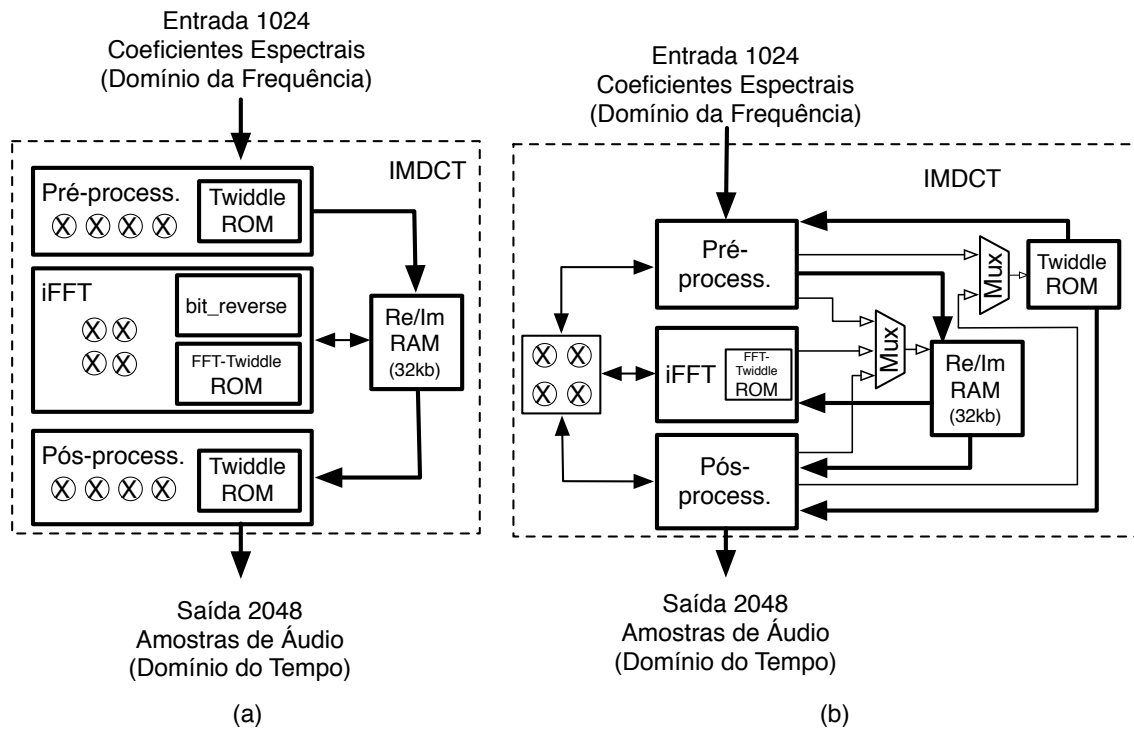 Entrada 1024
Coeficientes Espectrais
(Domínio da Frequência)
IMDCT
Pré-process.
X X X X
Twiddle
ROM
iFFT
X X
X X
bit_reverse
FFT-Twiddle
ROM
Re/Im
RAM
(32kb)
Pós-process.
X X X X
Twiddle
ROM
Saída 2048
Amostras de Áudio
(Domínio do Tempo)
(a)
Entrada 1024
Coeficientes Espectrais
(Domínio da Frequência)
IMDCT
Pré-
process.
Mux
Twiddle
ROM
X X
X X
iFFT
FFT-
Twiddle
ROM
Mux
Re/Im
RAM
(32kb)
Pós-
process.
Saída 2048
Amostras de Áudio
(Domínio do Tempo)
(b)